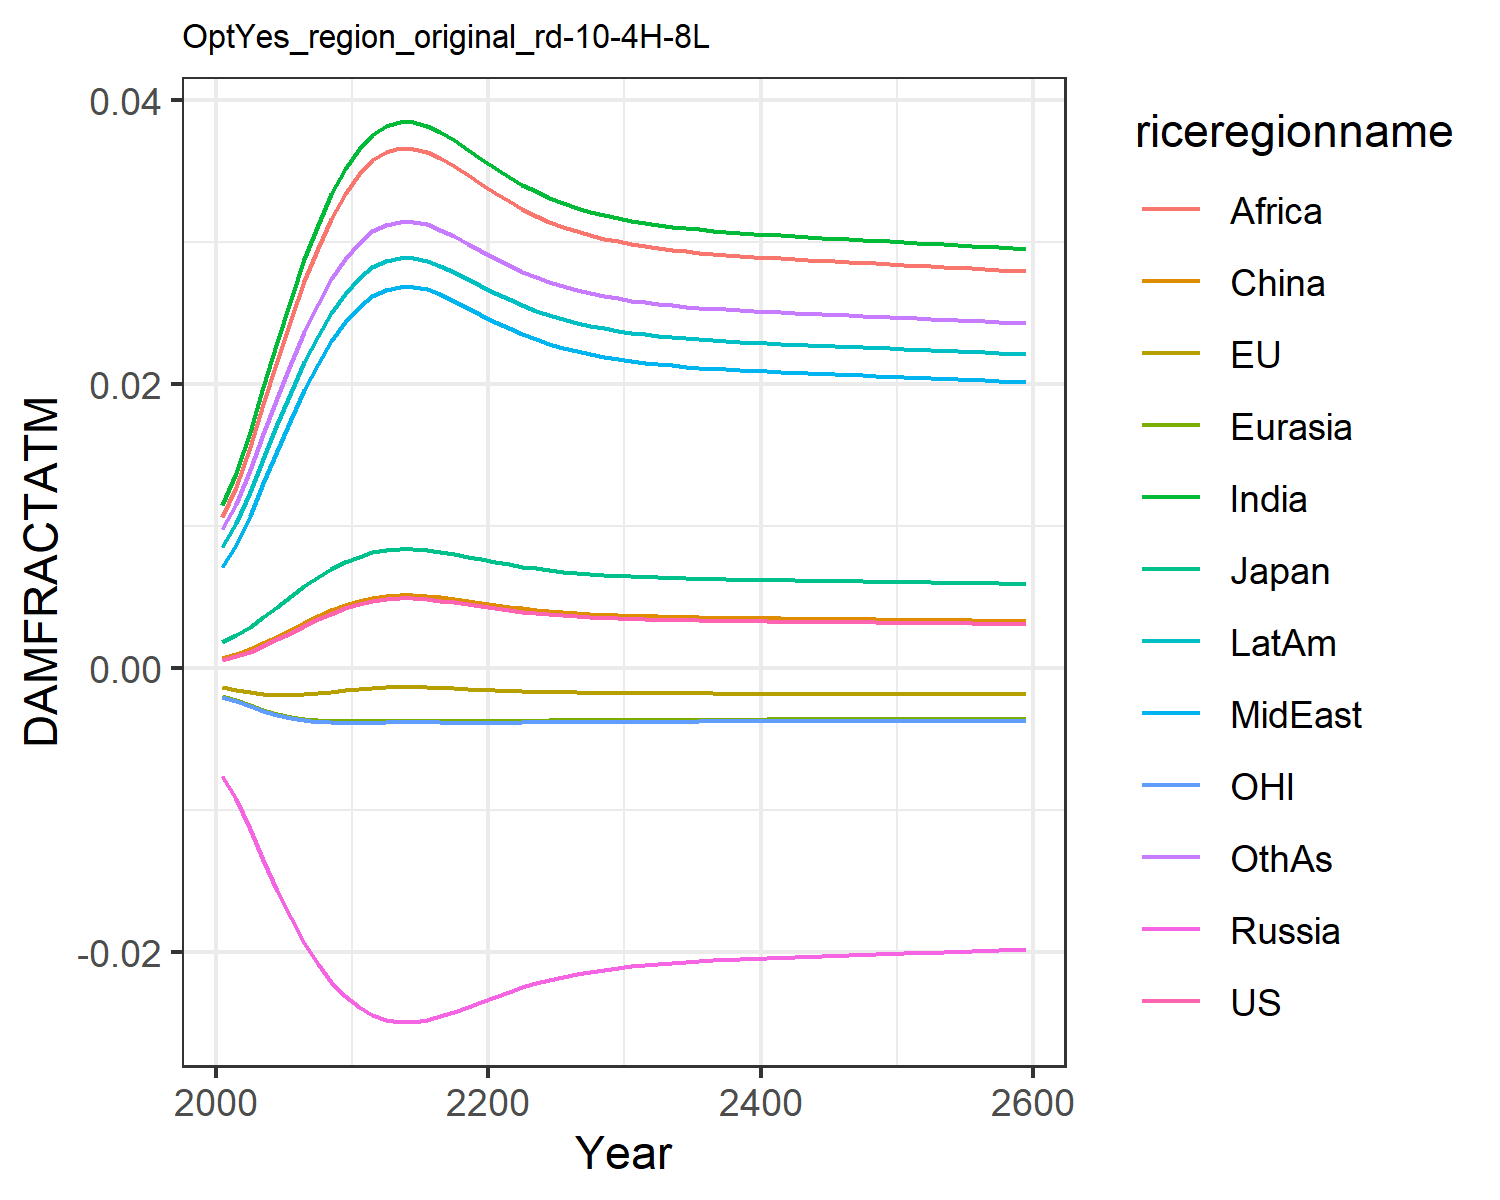 OptYes_region_original_rd-10-4H-8L
0.04
0.02
0.00
-0.02
DAMFRACTATM
2000 2200 2400 2600
Year
riceregionname
Africa
China
EU
Eurasia
India
Japan
LatAm
MidEast
OHI
OthAs
Russia
US